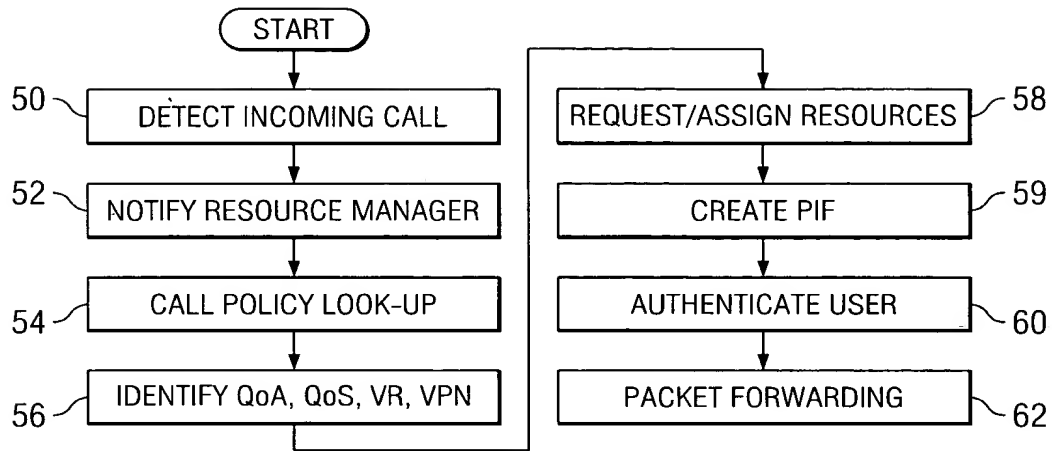 START
50 DETECT INCOMING CALL
52 NOTIFY RESOURCE MANAGER
54 CALL POLICY LOOK-UP
56 IDENTIFY QoA, QoS, VR, VPN
REQUEST/ASSIGN RESOURCES 58
CREATE PIF 59
AUTHENTICATE USER 60
PACKET FORWARDING 62